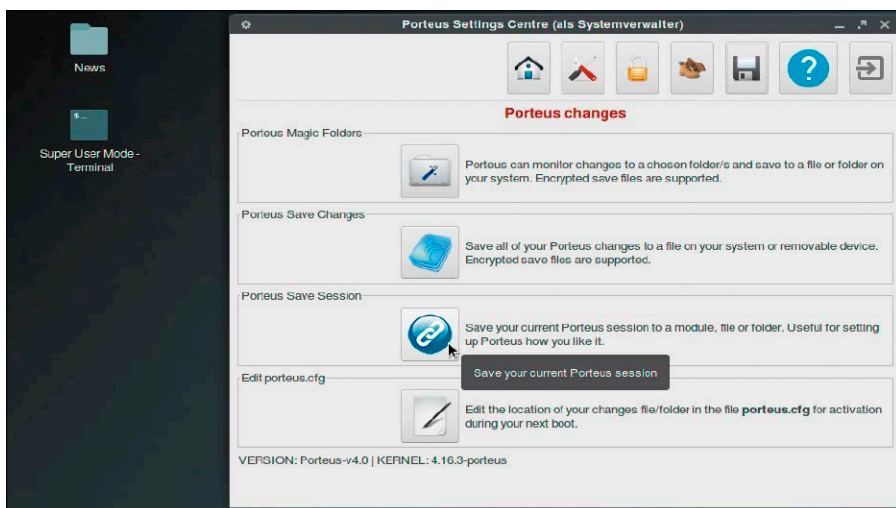 Porteus Settings Centre (als Systemverwalter)
News
Super User Mode -
Terminal
$ _
?
Porteus changes
Porteus Magic Folders
Porteus can monitor changes to a chosen folder/s and save to a file or folder on
your system. Encrypted save files are supported.
Porteus Save Changes
Save all of your Porteus changes to a file on your system or removable device.
Encrypted save files are supported.
Porteus Save Session
Save your current Porteus session to a module, file or folder. Useful for setting
up Porteus how you like it.
Save your current Porteus session
Edit porteus.cfg
Edit the location of your changes file/folder in the file porteus.cfg for activation
during your next boot.
VERSION: Porteus-v4.0 | KERNEL: 4.16.3-porteus